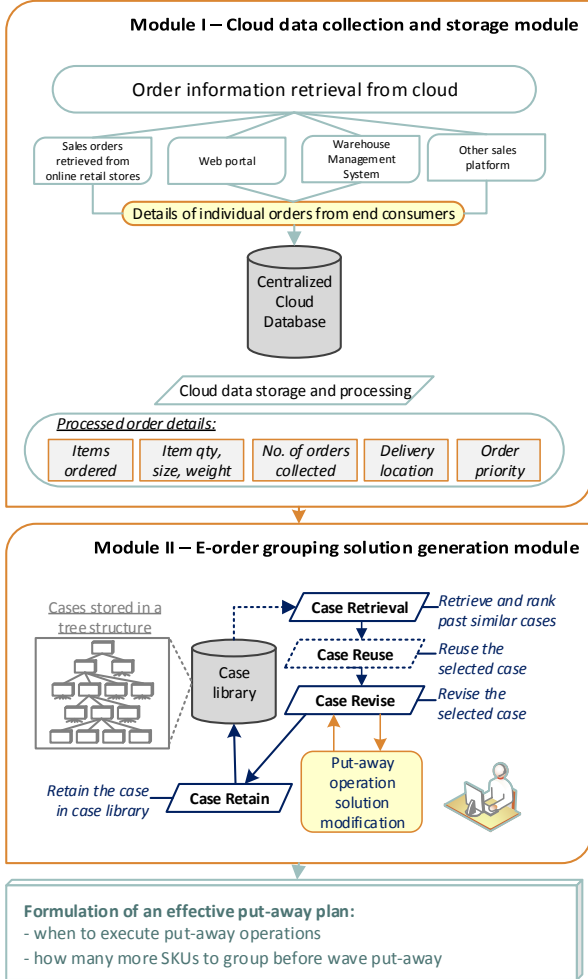 Module I – Cloud data collection and storage module
Order information retrieval from cloud
Sales orders
retrieved from
online retail stores
Web portal
Warehouse
Management
System
Other sales
platform
Details of individual orders from end consumers
Centralized
Cloud
Database
Cloud data storage and processing
Processed order details:
Items
ordered
Item qty,
size, weight
No. of orders
collected
Delivery
location
Order
priority
Module II – E-order grouping solution generation module
Cases stored in a
tree structure
Case
library
Case Retrieval
Retrieve and rank
past similar cases
Case Reuse
Reuse the
selected case
Case Revise
Revise the
selected case
Retain the case
in case library
Case Retain
Put-away
operation
solution
modification
Formulation of an effective put-away plan:
- when to execute put-away operations
- how many more SKUs to group before wave put-away